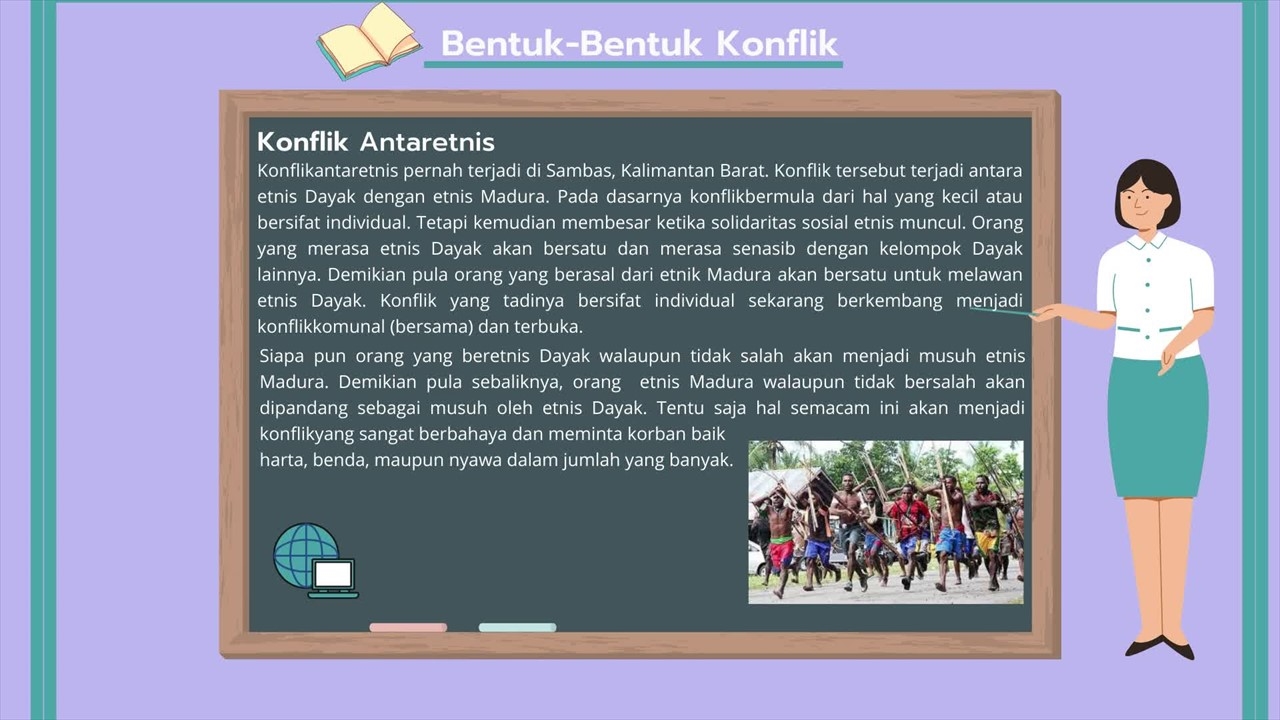 Bentuk-Bentuk Konflik
Konflik Antaretnis
Konflikantaretnis pernah terjadi di Sambas, Kalimantan Barat. Konflik tersebut terjadi antara
etnis Dayak dengan etnis Madura. Pada dasarnya konflikbermula dari hal yang kecil atau
bersifat individual. Tetapi kemudian membesar ketika solidaritas sosial etnis muncul. Orang
yang merasa etnis Dayak akan bersatu dan merasa senasib dengan kelompok Dayak
lainnya. Demikian pula orang yang berasal dari etnik Madura akan bersatu untuk melawan
etnis Dayak. Konflik yang tadinya bersifat individual sekarang berkembang menjadi
konflikkomunal (bersama) dan terbuka.
Siapa pun orang yang beretnis Dayak walaupun tidak salah akan menjadi musuh etnis
Madura. Demikian pula sebaliknya, orang etnis Madura walaupun tidak bersalah akan
dipandang sebagai musuh oleh etnis Dayak. Tentu saja hal semacam ini akan menjadi
konflikyang sangat berbahaya dan meminta korban baik
harta, benda, maupun nyawa dalam jumlah yang banyak.